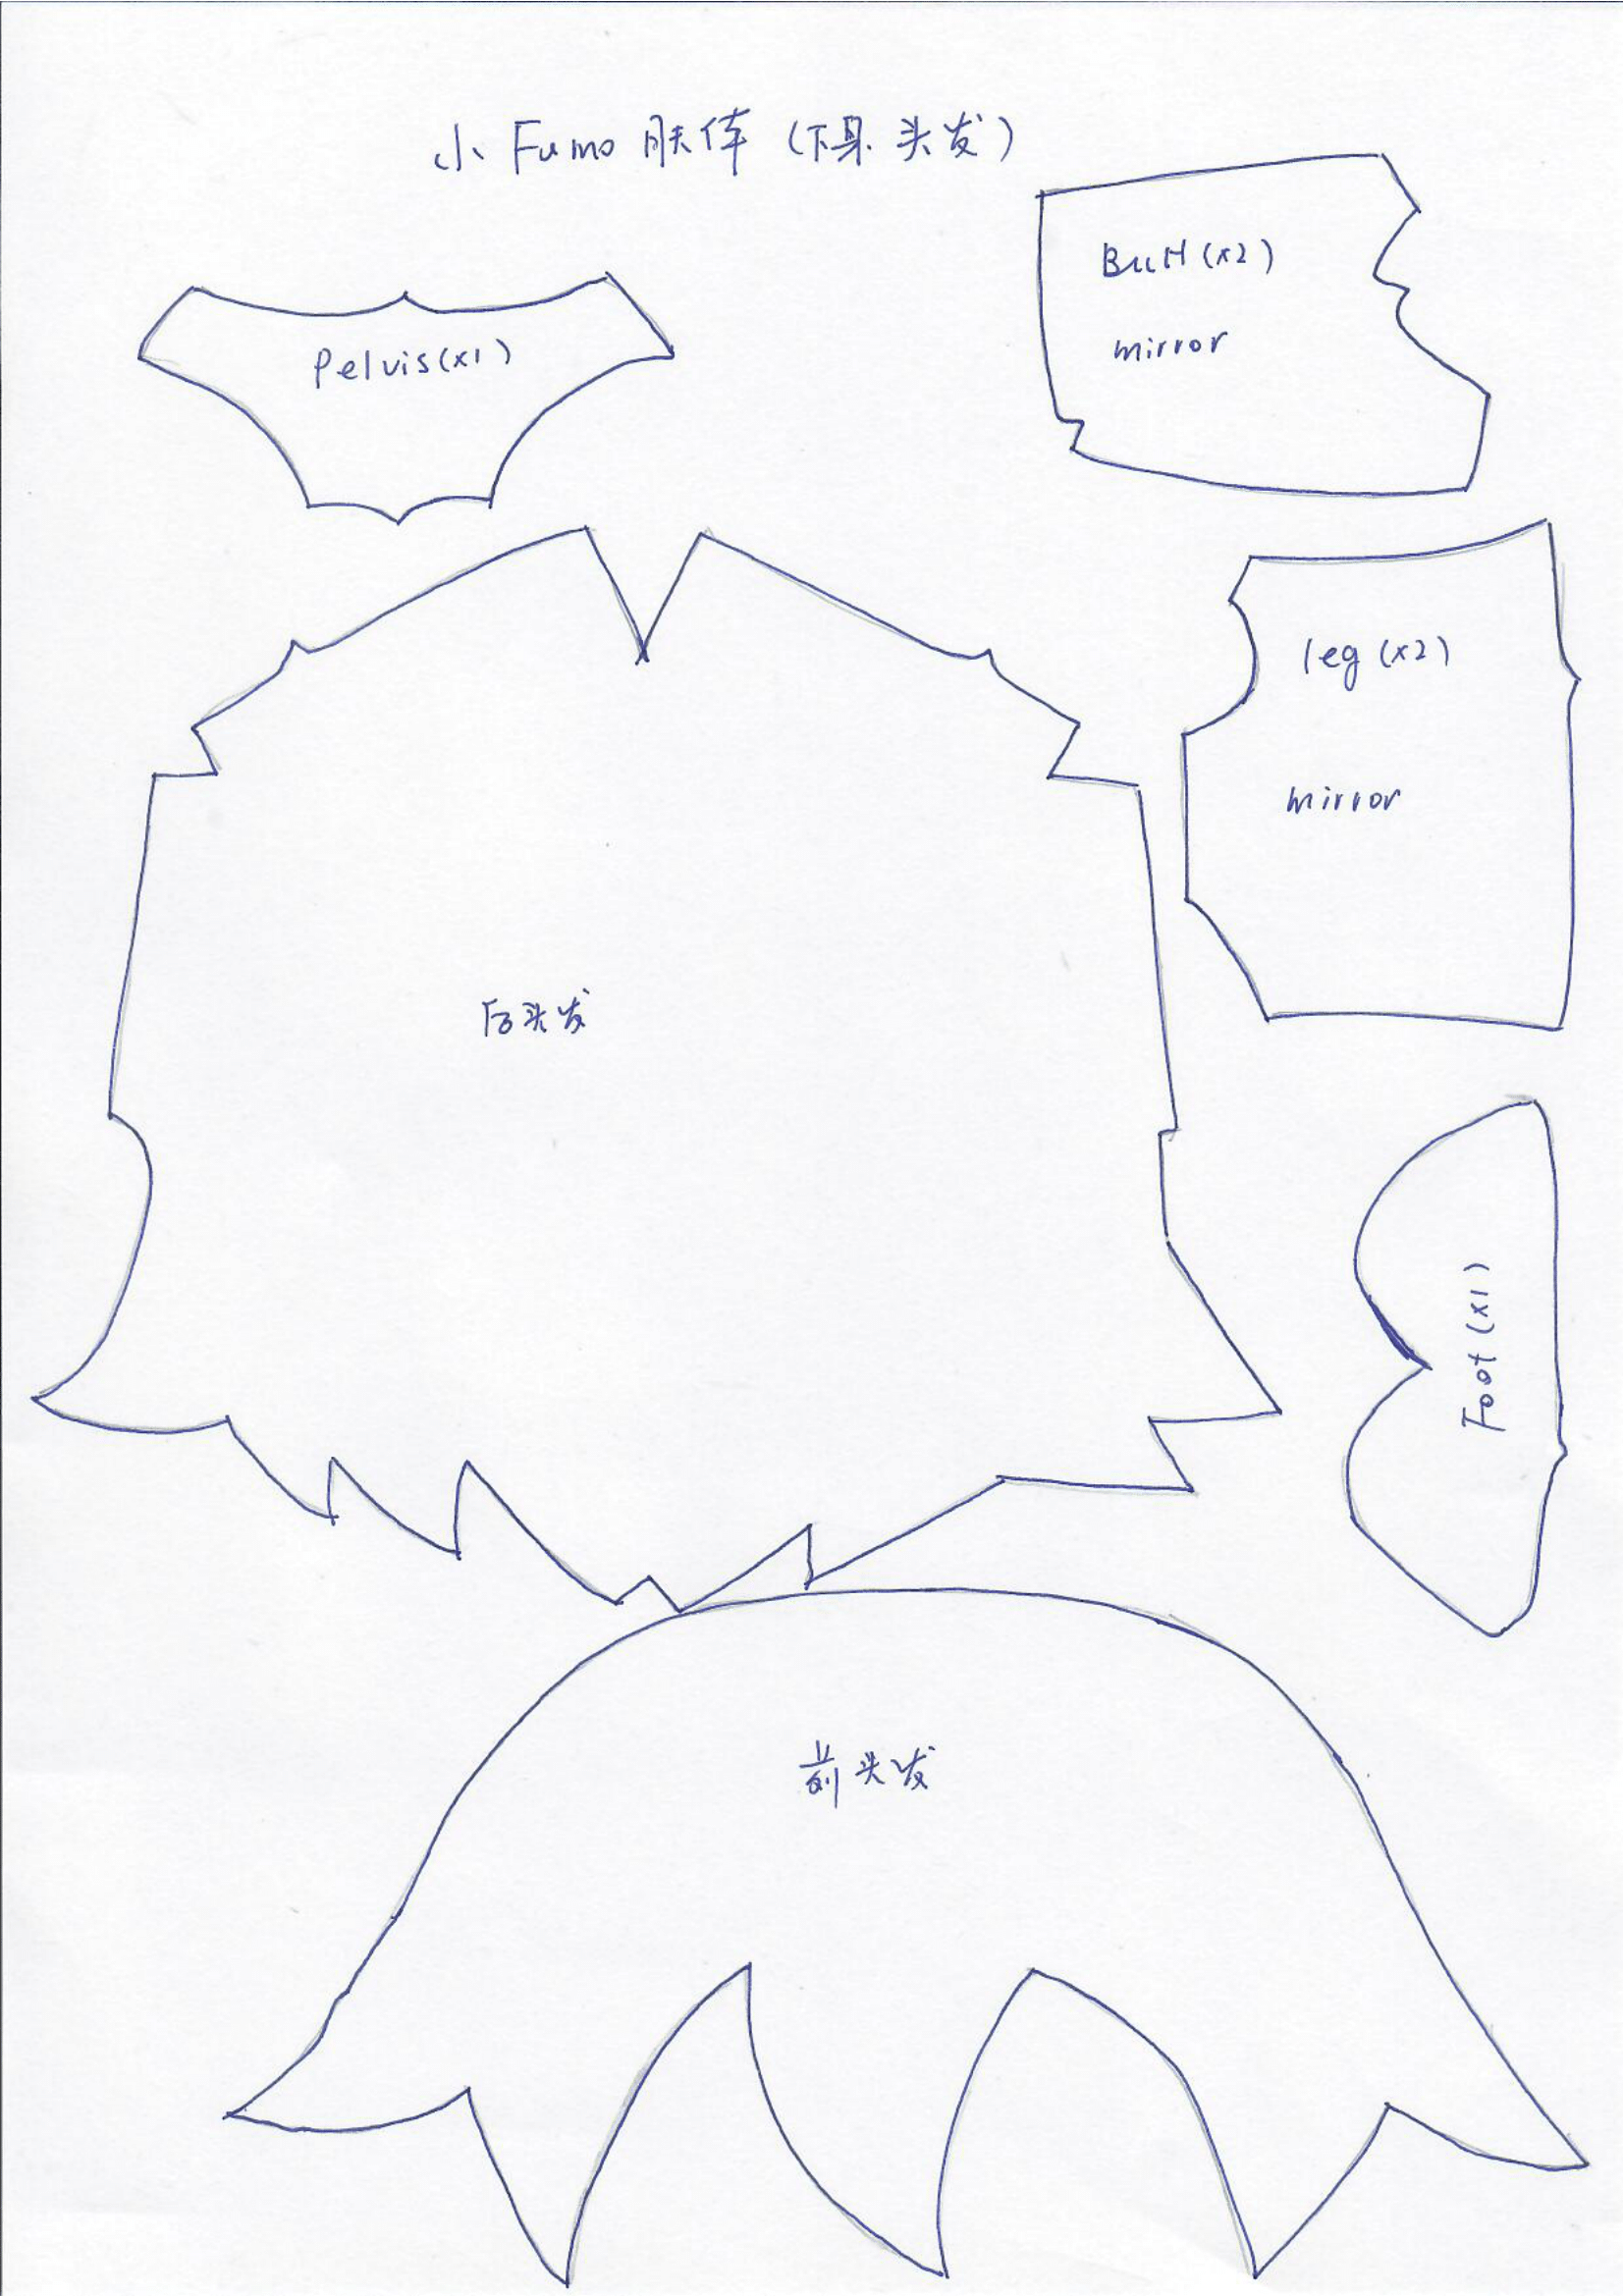 小 Fumo 肤体 (下身 头发)
Butt (x2)
mirror
Pelvis (x1)
leg (x2)
mirror
后头发
Foot (x1)
前头发